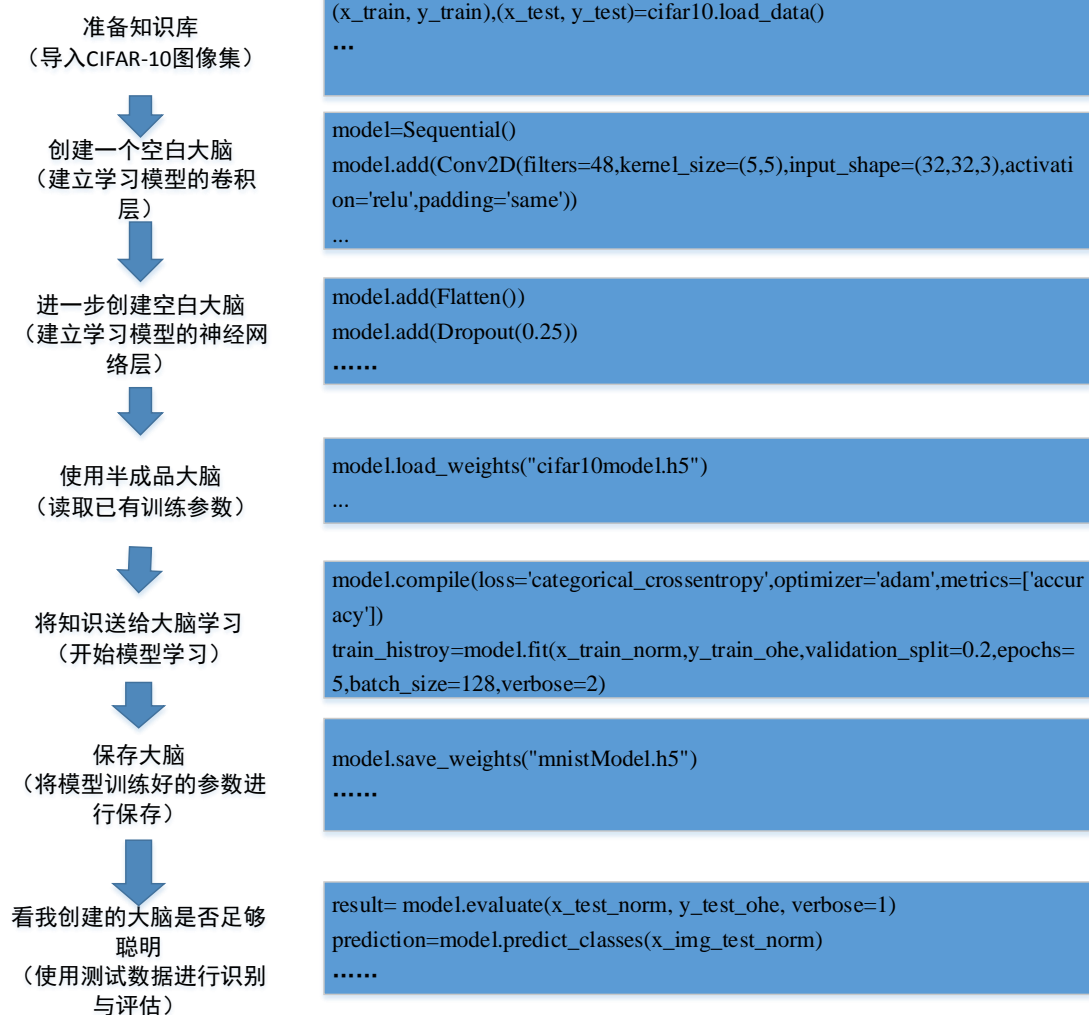 准备知识库
（导入CIFAR-10图像集）
(x_train, y_train),(x_test, y_test)=cifar10.load_data()
...
创建一个空白大脑
（建立学习模型的卷积
层）
model=Sequential()
model.add(Conv2D(filters=48,kernel_size=(5,5),input_shape=(32,32,3),activati
on='relu',padding='same'))
...
进一步创建空白大脑
（建立学习模型的神经网
络层）
model.add(Flatten())
model.add(Dropout(0.25))
……
使用半成品大脑
（读取已有训练参数）
model.load_weights("cifar10model.h5")
...
将知识送给大脑学习
（开始模型学习）
model.compile(loss='categorical_crossentropy',optimizer='adam',metrics=['accur
acy'])
train_histroy=model.fit(x_train_norm,y_train_ohe,validation_split=0.2,epochs=
5,batch_size=128,verbose=2)
保存大脑
（将模型训练好的参数进
行保存）
model.save_weights("mnistModel.h5")
……
看我创建的大脑是否足够
聪明
（使用测试数据进行识别
与评估）
result= model.evaluate(x_test_norm, y_test_ohe, verbose=1)
prediction=model.predict_classes(x_img_test_norm)
……